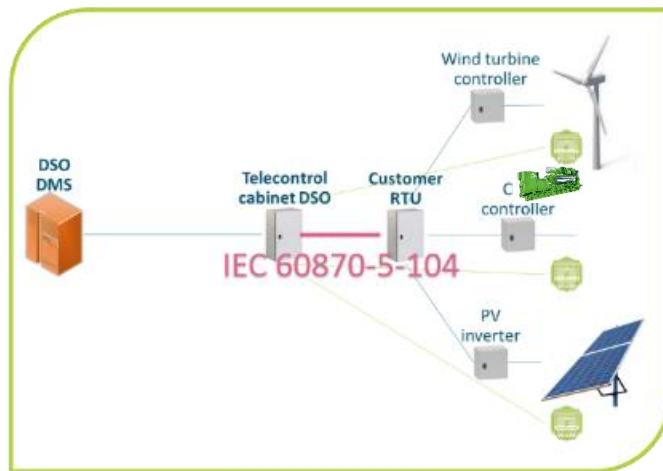 Wind turbine
controller
DSO
DMS
Telecontrol
cabinet DSO
Customer
RTU
C
controller
IEC 60870-5-104
PV
inverter